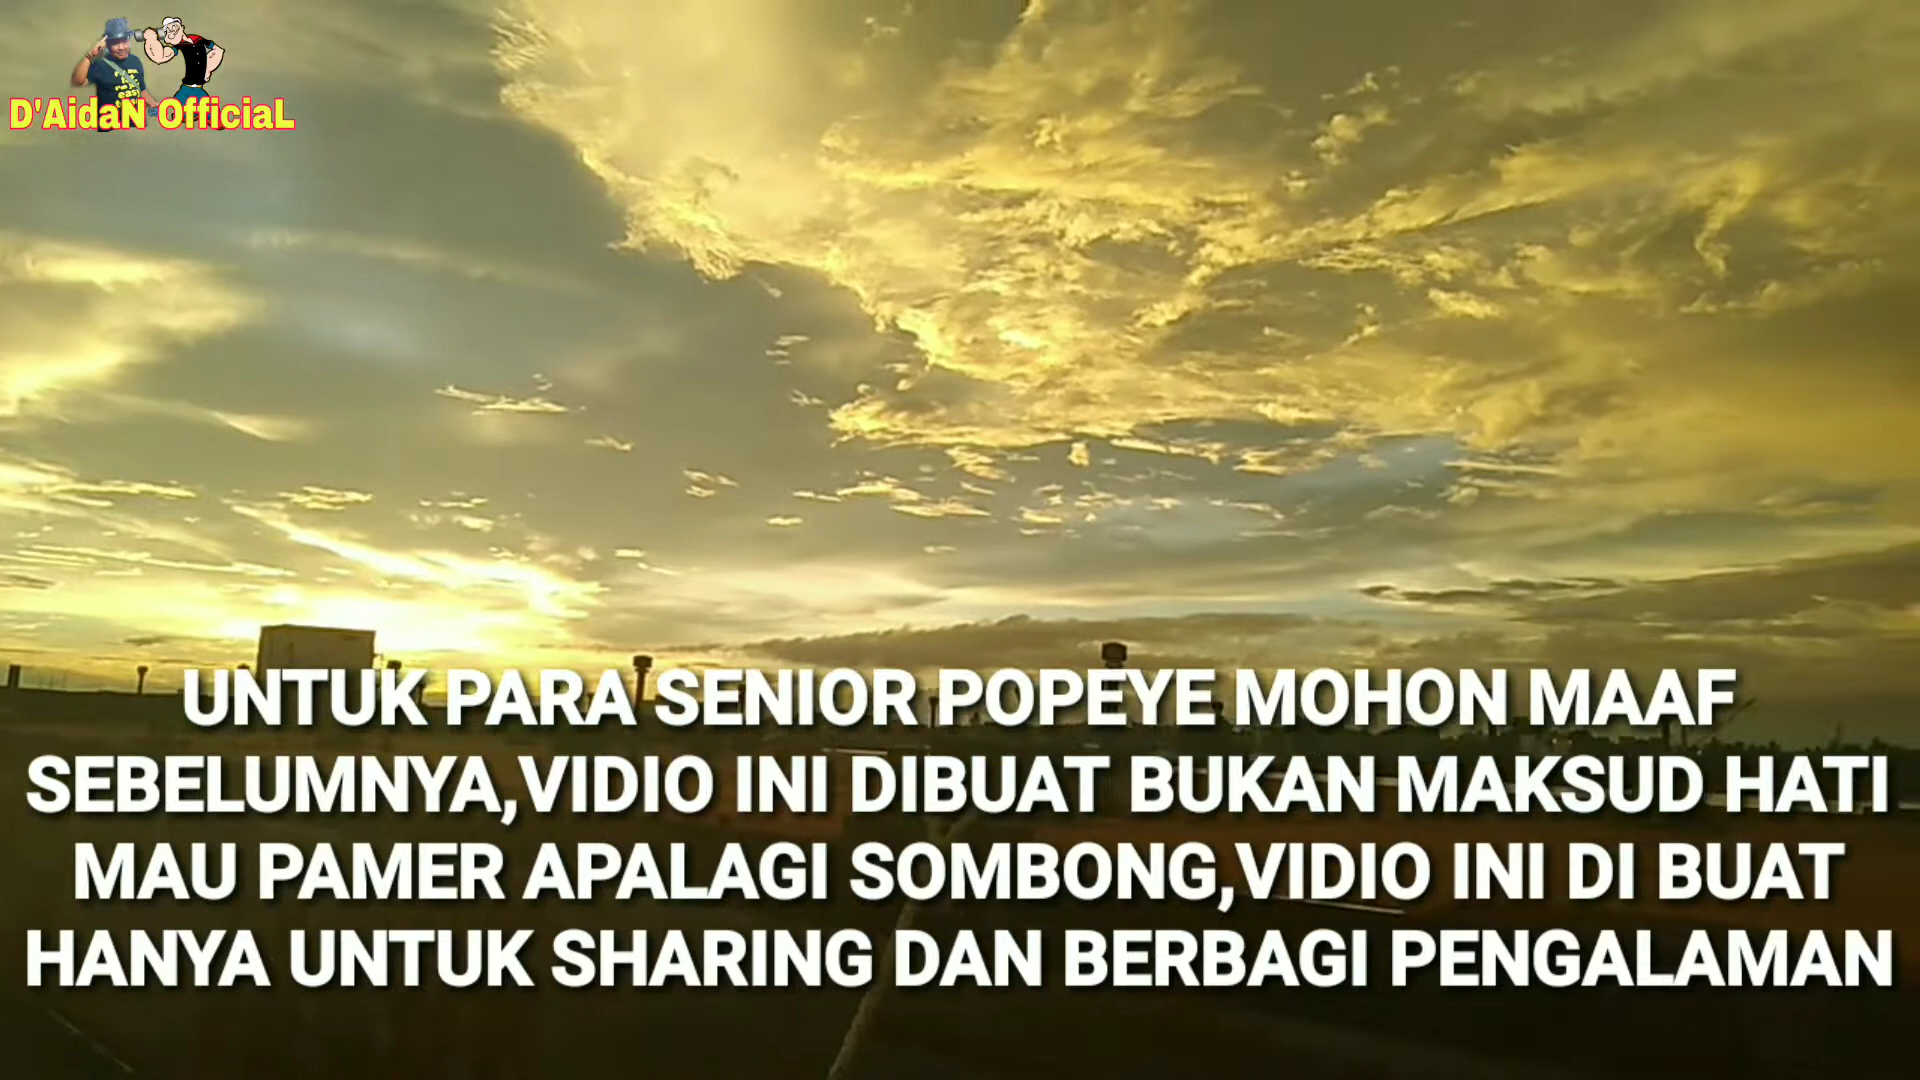 D'AidaN OfficiaL
UNTUK PARA SENIOR POPEYE MOHON MAAF
SEBELUMNYA,VIDIO INI DIBUAT BUKAN MAKSUD HATI
MAU PAMER APALAGI SOMBONG,VIDIO INI DI BUAT
HANYA UNTUK SHARING DAN BERBAGI PENGALAMAN